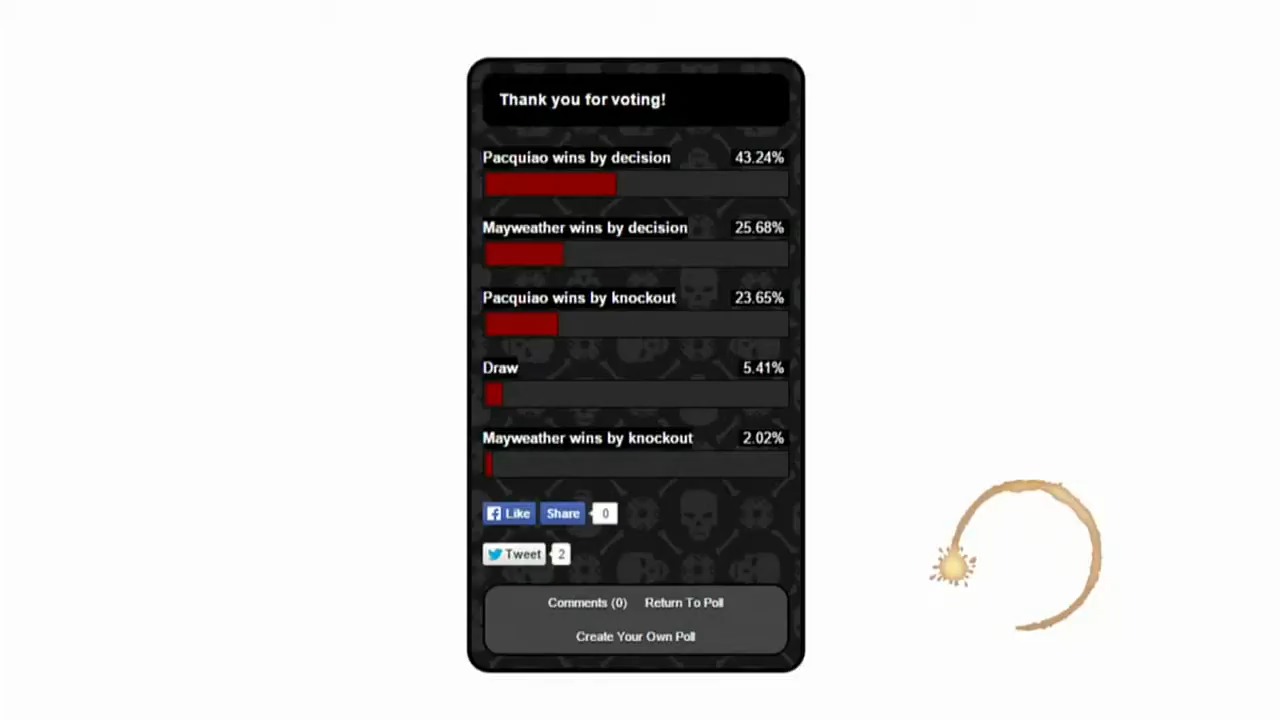 Thank you for voting!
Pacquiao wins by decision 43.24%
Mayweather wins by decision 25.68%
Pacquiao wins by knockout 23.65%
Draw 5.41%
Mayweather wins by knockout 2.02%
Like Share 0
Tweet 2
Comments (0) Return To Poll
Create Your Own Poll